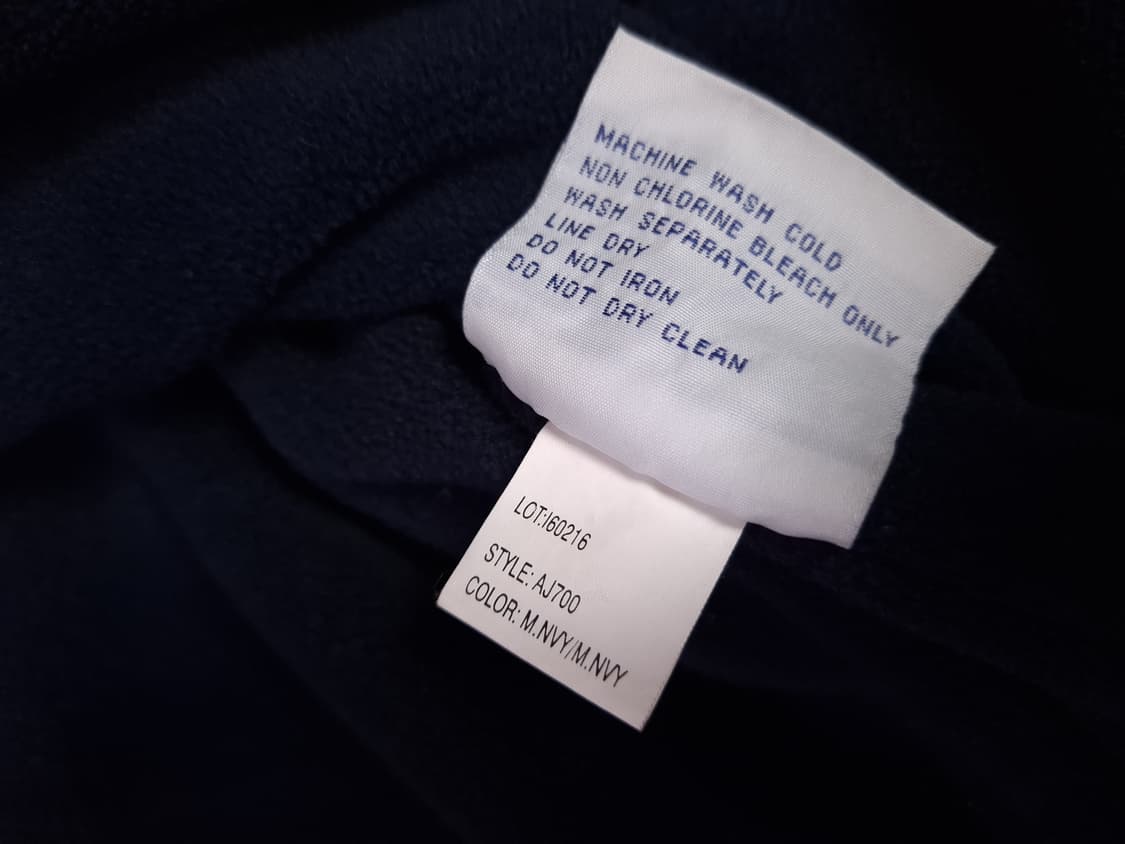 MACHINE WASH COLD
NON CHLORINE BLEACH ONLY
WASH SEPARATELY
LINE DRY
DO NOT IRON
DO NOT DRY CLEAN
LOT:I60216
STYLE: AJ700
COLOR: M.NVY/M.NVY